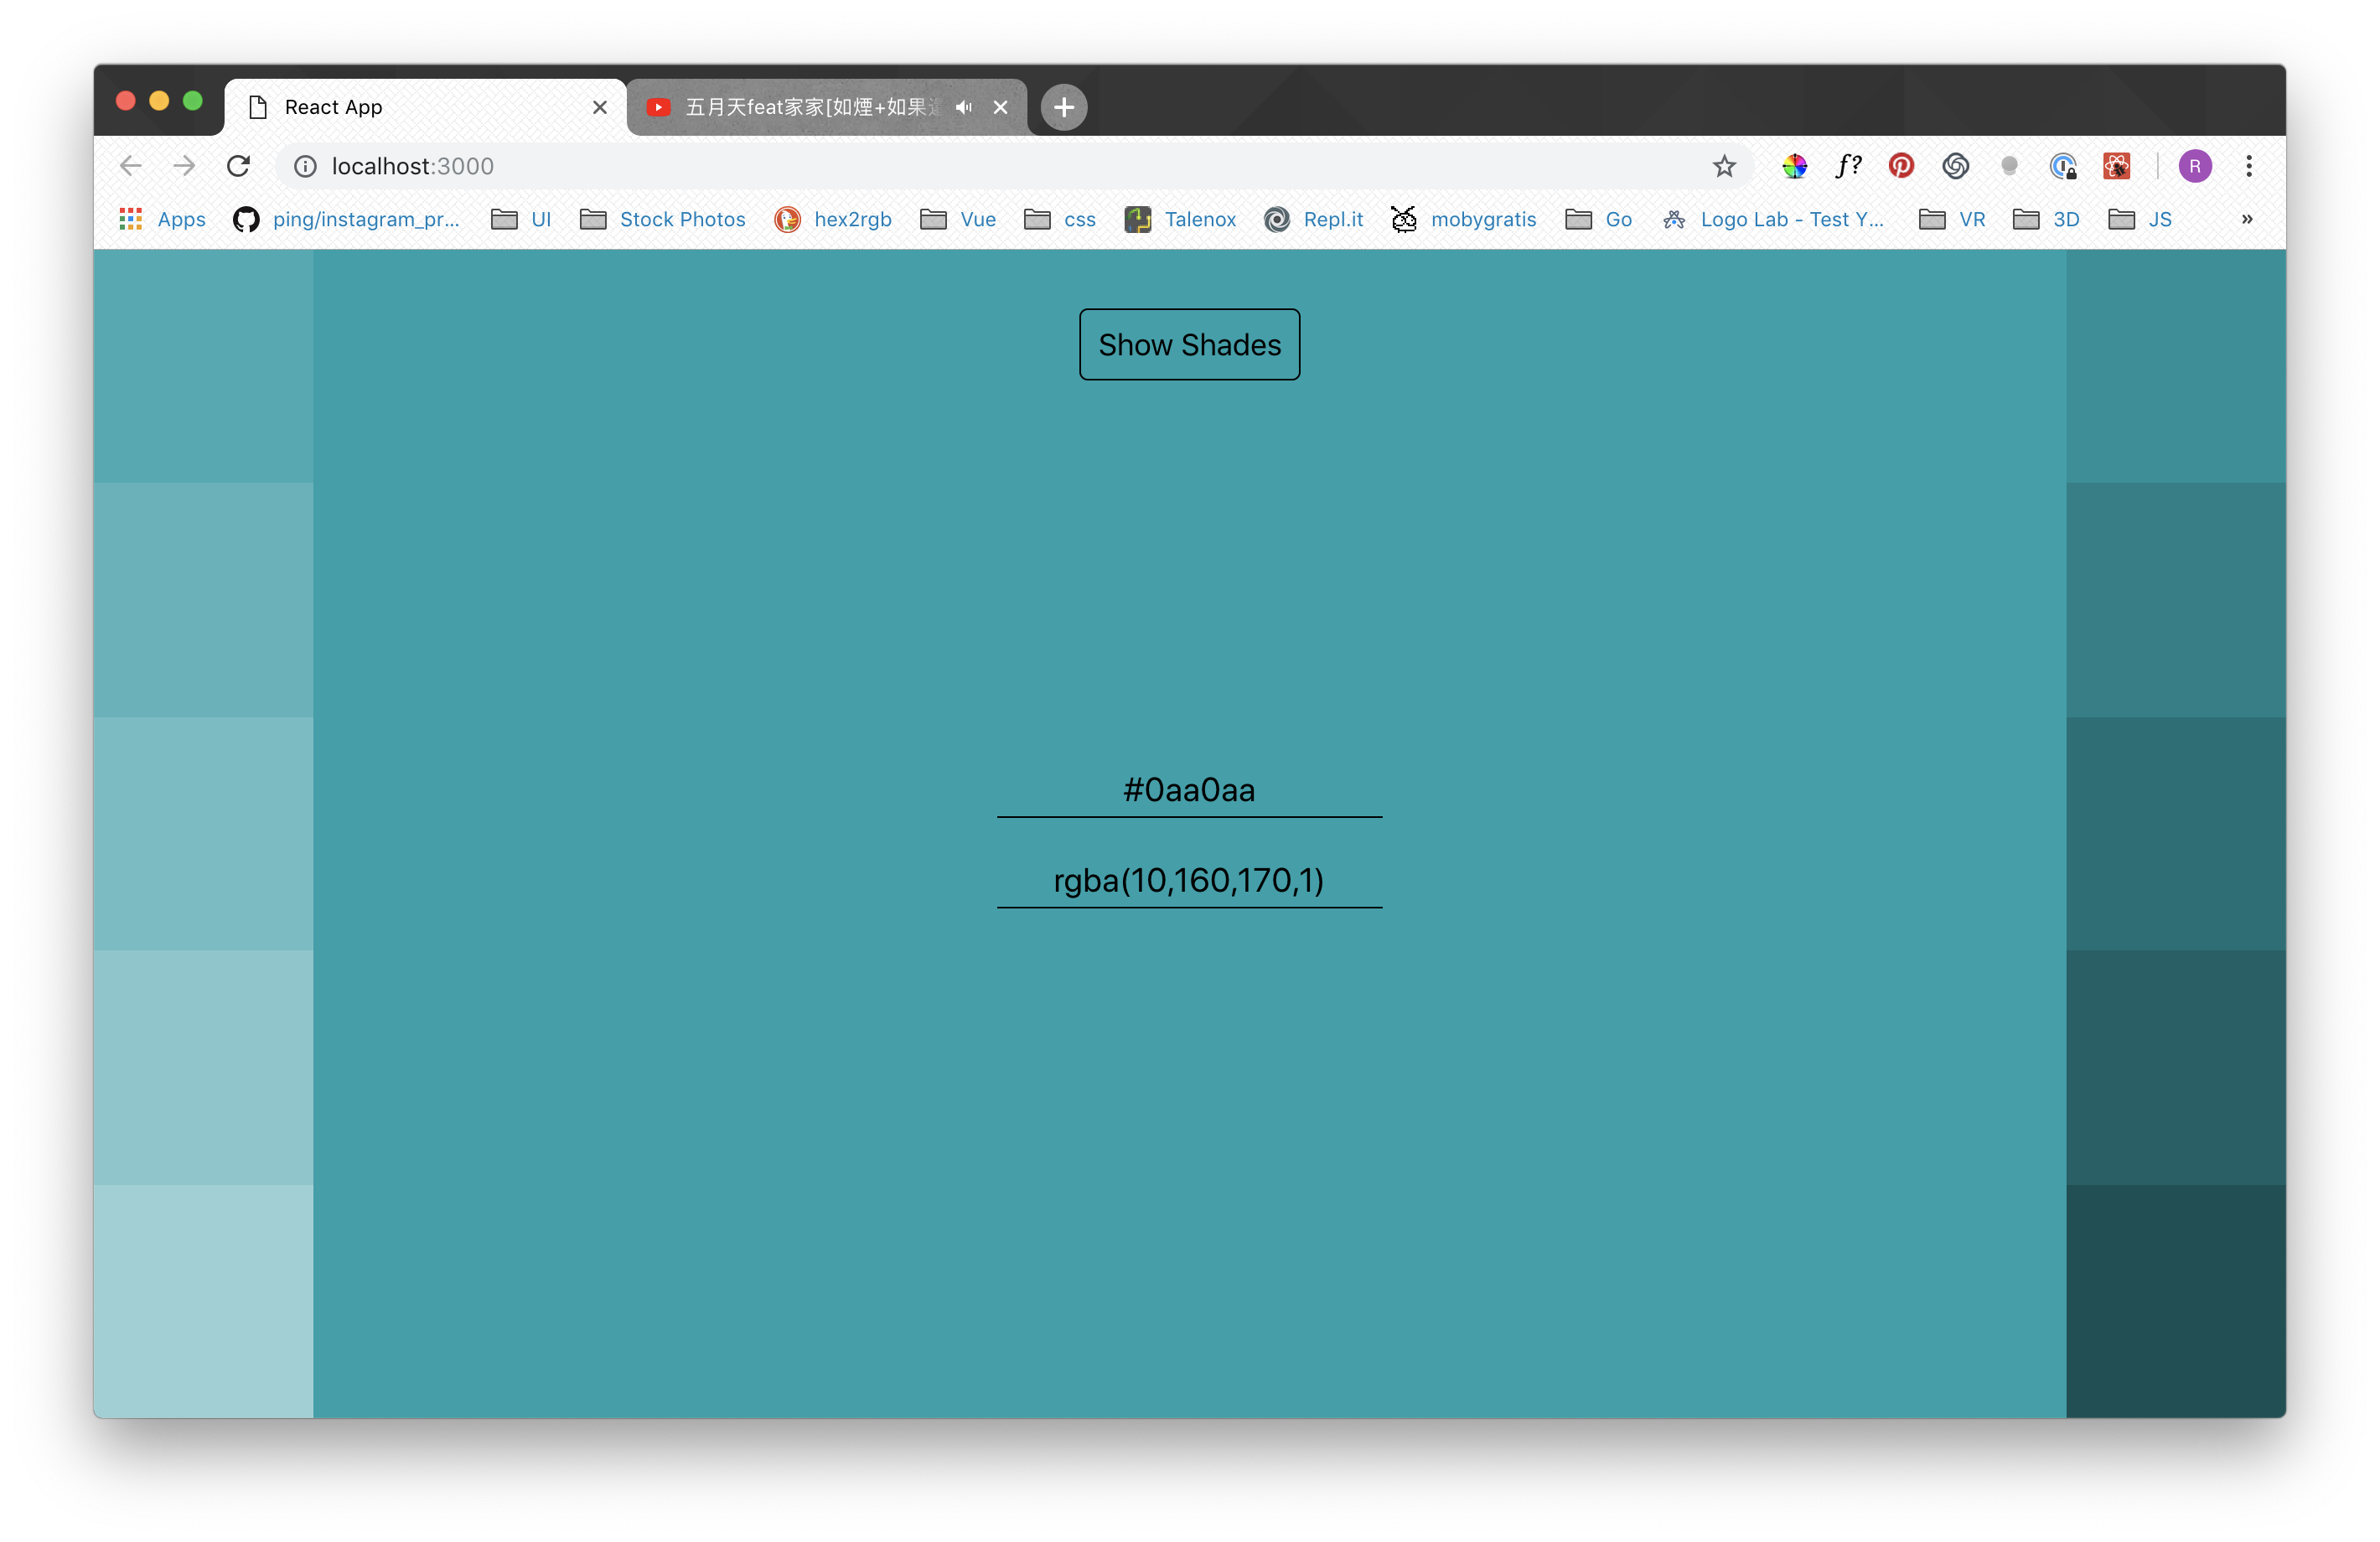 React App
五月天feat家家[如煙+如果
localhost:3000
f?
R
Apps
ping/instagram_pr...
UI
Stock Photos
hex2rgb
Vue
css
Talenox
Repl.it
mobygratis
Go
Logo Lab - Test Y...
VR
3D
JS
»
Show Shades
#0aa0aa
rgba(10,160,170,1)